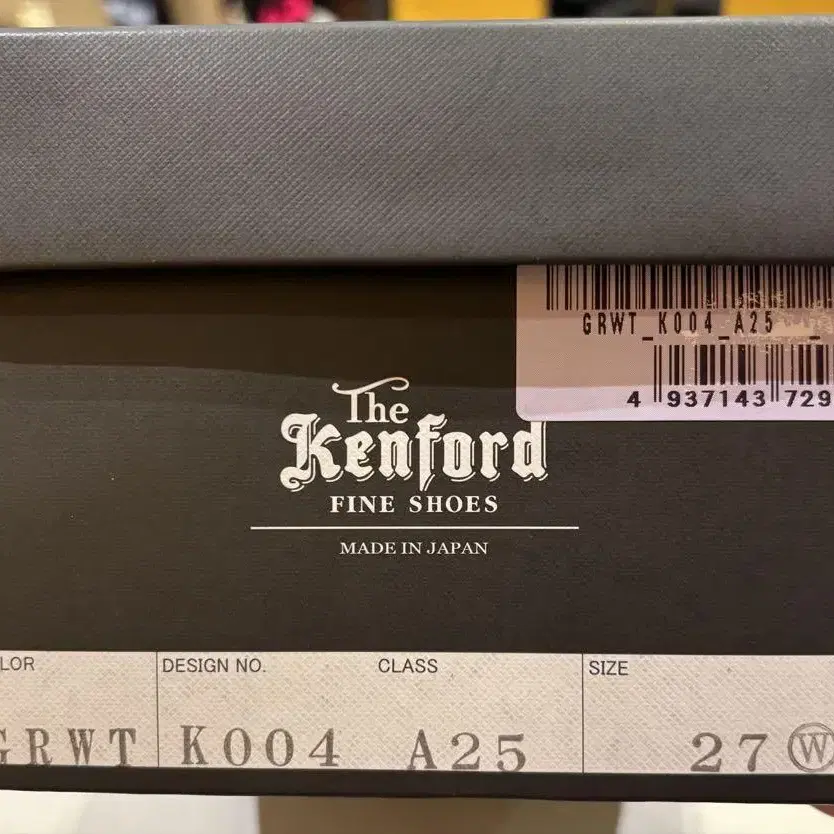 GRWT_K004_A25 _
4 937143 729
The
Kenford
FINE SHOES
MADE IN JAPAN
LOR DESIGN NO. CLASS SIZE
GRWT K004 A25 27 W